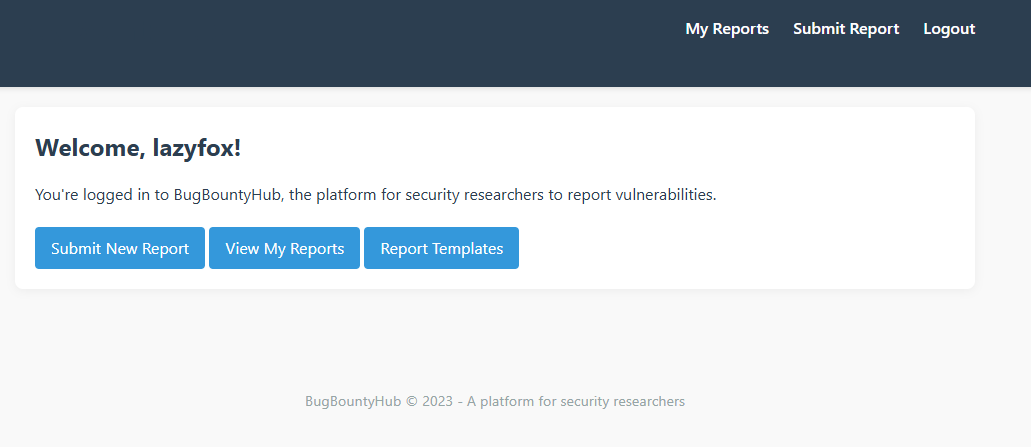 My Reports Submit Report Logout
Welcome, lazyfox!
You're logged in to BugBountyHub, the platform for security researchers to report vulnerabilities.
Submit New Report View My Reports Report Templates
BugBountyHub © 2023 - A platform for security researchers